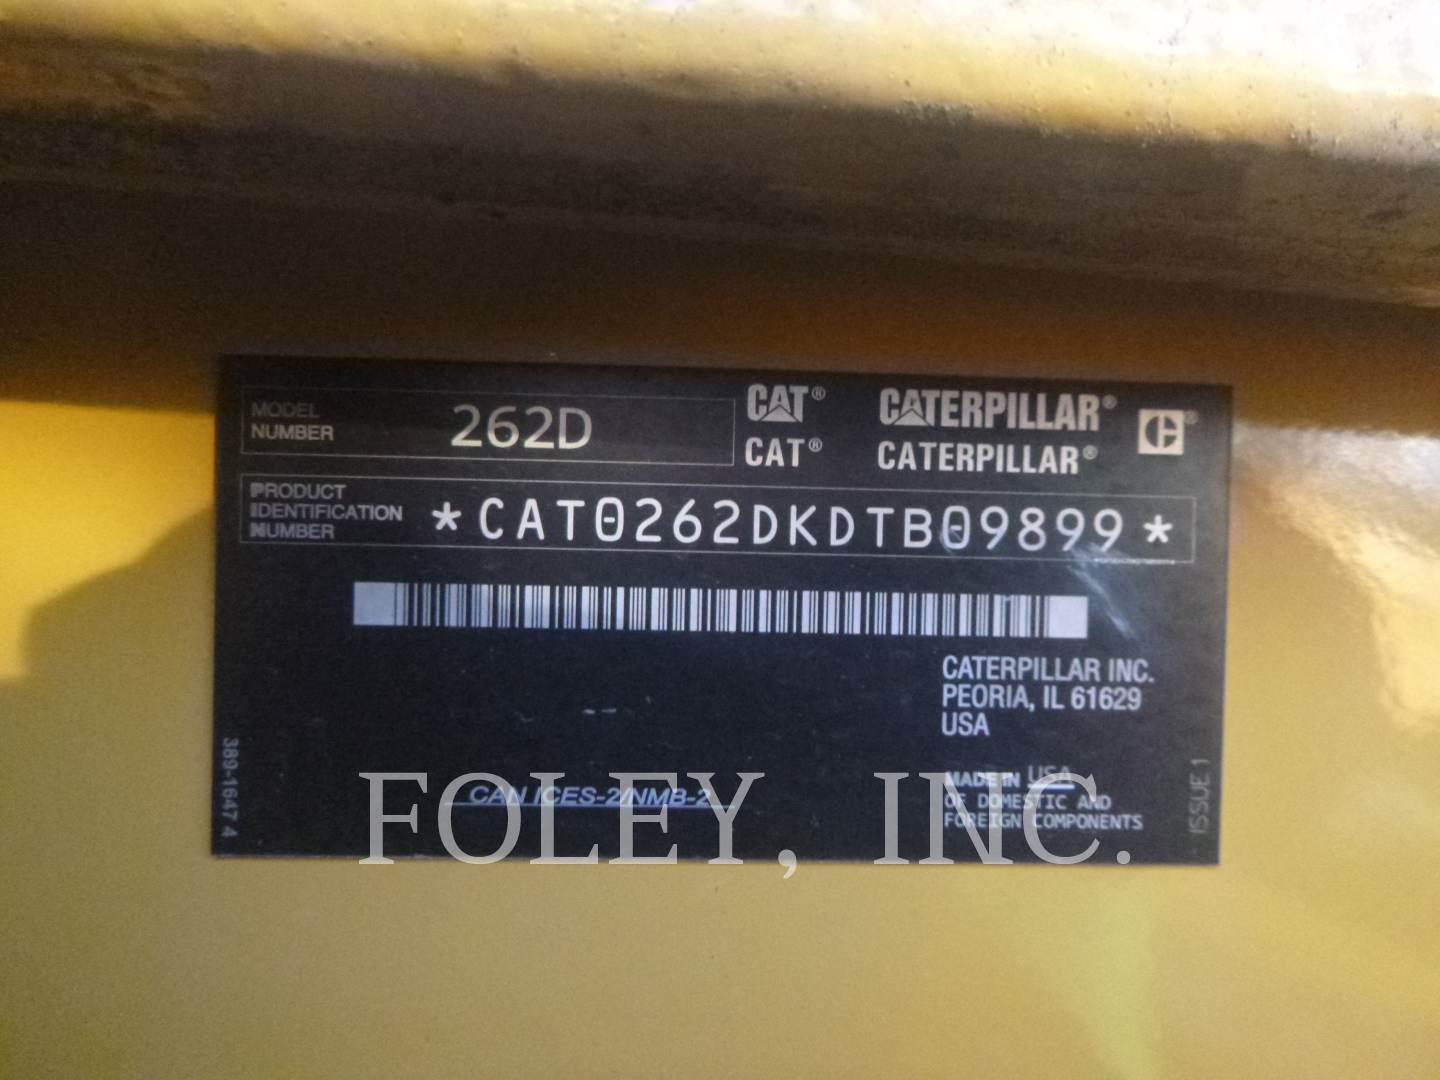 MODEL
NUMBER
262D
CAT® CATERPILLAR®
CAT® CATERPILLAR®
PRODUCT
IDENTIFICATION
NUMBER
*CAT0262DKDTB09899*
CATERPILLAR INC.
PEORIA, IL 61629
USA
CAN ICES-2/NMB-2
MADE IN USA
OF DOMESTIC AND
FOREIGN COMPONENTS
389-1647 4
ISSUE 1
FOLEY, INC.